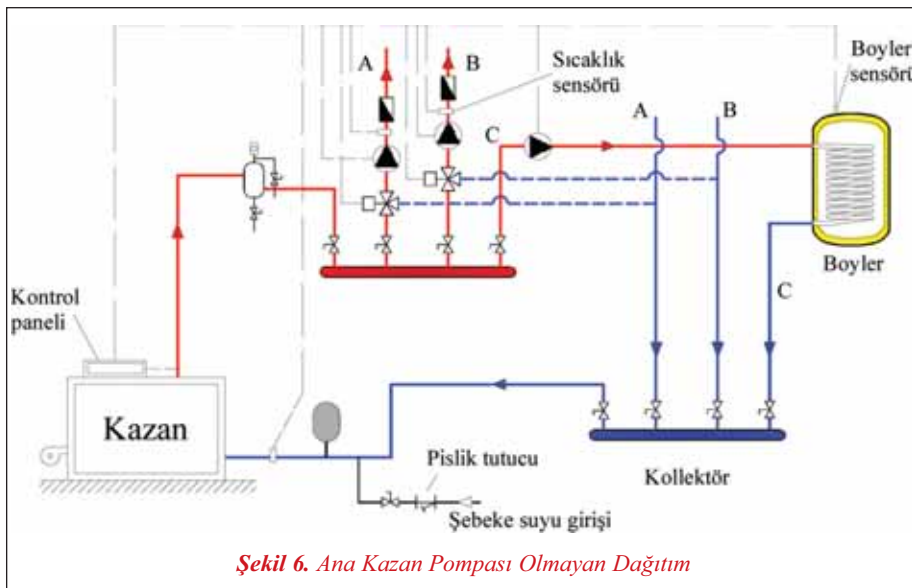 A
B
Sıcaklık
sensörü
Boyler
sensörü
C
A
B
Boyler
C
Kontrol
paneli
Kazan
Pislik tutucu
Kollektör
Şebeke suyu girişi
Şekil 6. Ana Kazan Pompası Olmayan Dağıtım